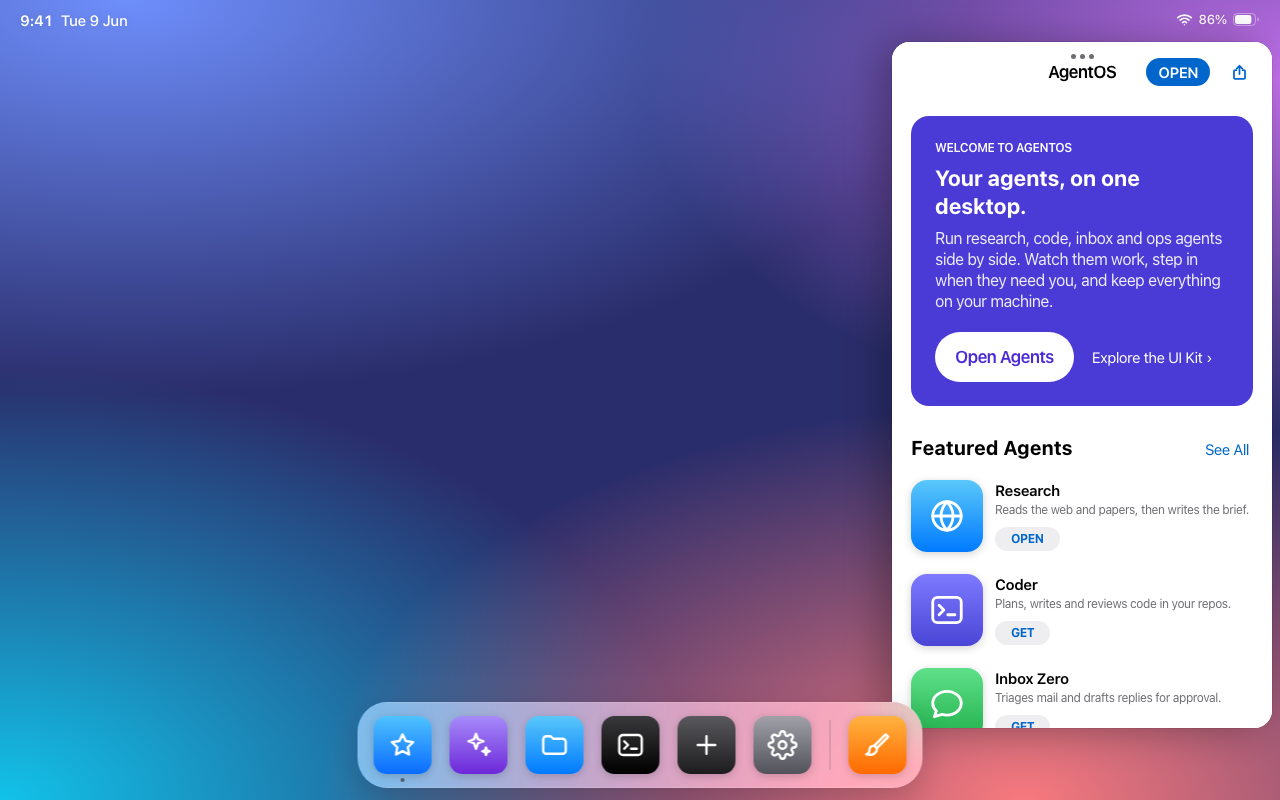 9:41 Tue 9 Jun
86%
AgentOS
OPEN
WELCOME TO AGENTOS
Your agents, on one
desktop.
Run research, code, inbox and ops agents
side by side. Watch them work, step in
when they need you, and keep everything
on your machine.
Open Agents
Explore the UI Kit ›
Featured Agents
See All
Research
Reads the web and papers, then writes the brief.
OPEN
Coder
Plans, writes and reviews code in your repos.
GET
Inbox Zero
Triages mail and drafts replies for approval.
GET